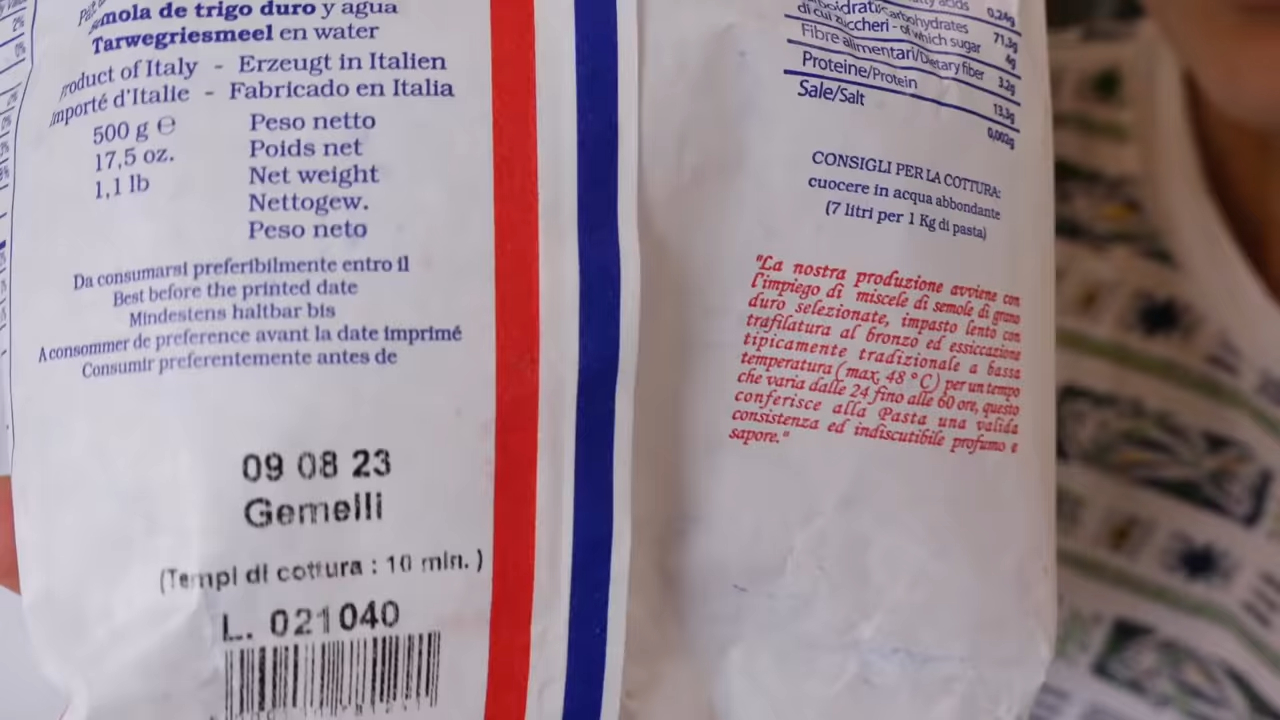 mola de trigo duro y agua
Tarwegriesmeel en water
roduct of Italy - Erzeugt in Italien
mporté d'Italie - Fabricado en Italia
500 g e Peso netto
17,5 oz. Poids net
1,1 lb Net weight
Nettogew.
Peso neto
Da consumarsi preferibilmente entro il
Best before the printed date
Mindestens haltbar bis
A consommer de preference avant la date imprimé
Consumir preferentemente antes de
09 08 23
Gemelli
(Tempi di cottura : 10 min. )
L. 021040
acids 0,24g
Carbohydrates 71,3g
di cui zuccheri - of which sugar 4g
Fibre alimentari/Dietary fiber 3,2g
Proteine/Protein 13,3g
Sale/Salt 0,002g
CONSIGLI PER LA COTTURA:
cuocere in acqua abbondante
(7 litri per 1 Kg di pasta)
"La nostra produzione avviene con
l'impiego di miscele di semole di grano
duro selezionate, impasto lento con
trafilatura al bronzo ed essiccazione
tipicamente tradizionale a bassa
temperatura (max, 48 °C) per un tempo
che varia dalle 24 fino alle 60 ore, questo
conferisce alla Pasta una valida
consistenza ed indiscutibile profumo e
sapore."